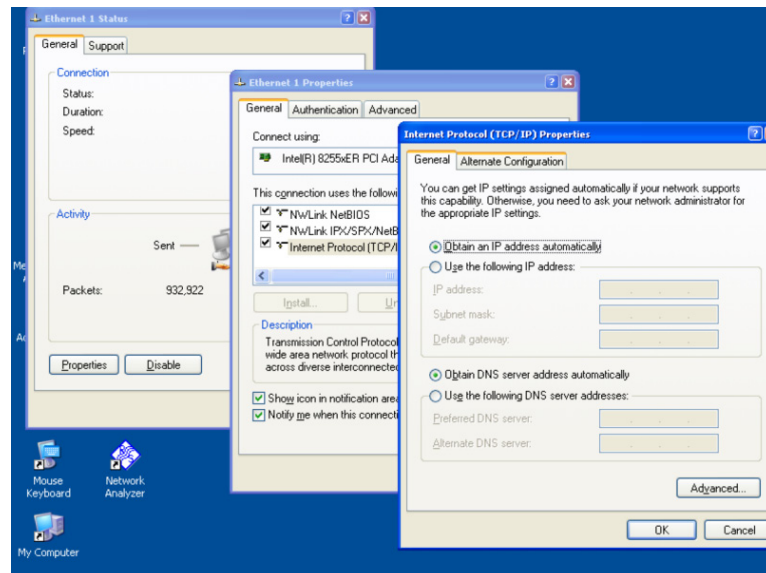 Ethernet 1 Status
General
Support
Connection
Status:
Duration:
Speed:
Activity
Sent
Packets:
932,922
Properties
Disable
Ethernet 1 Properties
General
Authentication
Advanced
Connect using:
Intel(R) 8255xER PCI Ada
This connection uses the followi
NWLink NetBIOS
NWLink IPX/SPX/NetB
Internet Protocol (TCP/I
Install...
Un
Description
Transmission Control Protocol
wide area network protocol th
across diverse interconnected
Show icon in notification area
Notify me when this connecti
Internet Protocol (TCP/IP) Properties
General
Alternate Configuration
You can get IP settings assigned automatically if your network supports
this capability. Otherwise, you need to ask your network administrator for
the appropriate IP settings.
Obtain an IP address automatically
Use the following IP address:
IP address:
Subnet mask:
Default gateway:
Obtain DNS server address automatically
Use the following DNS server addresses:
Preferred DNS server:
Alternate DNS server:
Advanced...
OK
Cancel
Mouse
Keyboard
Network
Analyzer
My Computer